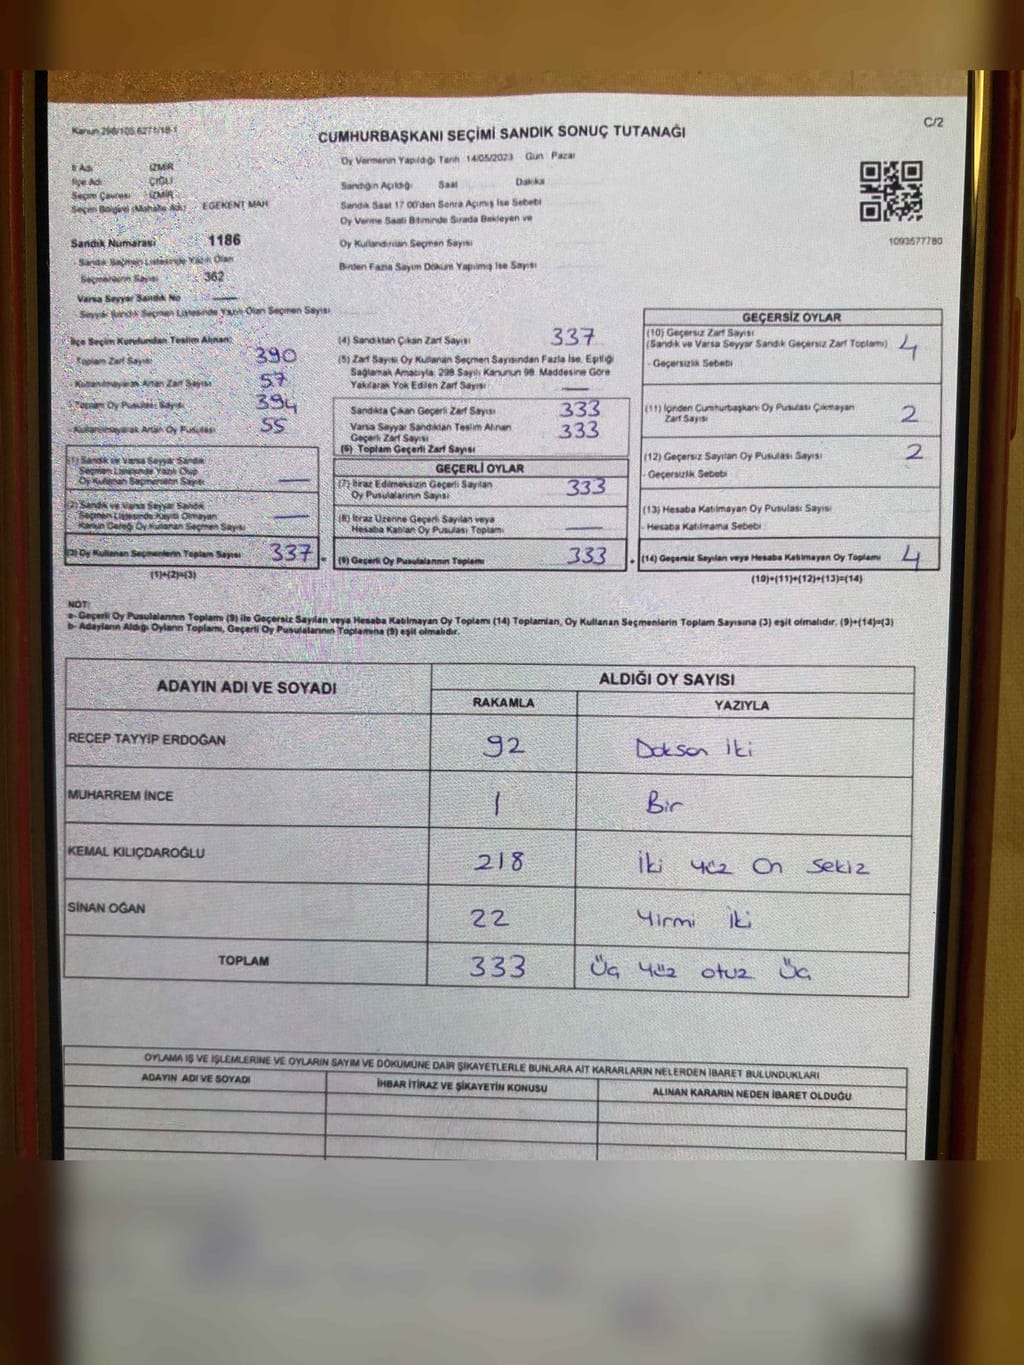 Kanun 298/105 6271/18-1
C/2
CUMHURBAŞKANI SEÇİMİ SANDIK SONUÇ TUTANAĞI
İl Adı İZMİR
İlçe Adı ÇİĞLİ
Seçim Çevresi İZMİR
Seçim Bölgesi (Mahalle Adı) EGEKENT MAH
Sandık Numarası 1186
- Sandık Seçmen Listesinde Yazılı Olan
Seçmenlerin Sayısı 362
Varsa Seyyar Sandık No —
- Seyyar Sandık Seçmen Listesinde Yazılı Olan Seçmen Sayısı
Oy Vermenin Yapıldığı Tarih 14/05/2023 Gün Pazar
Sandığın Açıldığı Saat Dakika
Sandık Saat 17 00'den Sonra Açılmış İse Sebebi
Oy Verme Saati Bitiminde Sırada Bekleyen ve
Oy Kullandırılan Seçmen Sayısı
Birden Fazla Sayım Döküm Yapılmış İse Sayısı
1093577780
İlçe Seçim Kurulundan Teslim Alınan:
- Toplam Zarf Sayısı 390
- Kullanılmayarak Artan Zarf Sayısı 57
- Toplam Oy Pusulası Sayısı 394
- Kullanılmayarak Artan Oy Pusulası 55
(1) Sandık ve Varsa Seyyar Sandık
Seçmen Listesinde Yazılı Olup
Oy Kullanan Seçmenlerin Sayısı —
(2) Sandık ve Varsa Seyyar Sandık
Seçmen Listesinde Kayıtlı Olmayan
Kanun Gereği Oy Kullanan Seçmen Sayısı —
(3) Oy Kullanan Seçmenlerin Toplam Sayısı 337 =
(1)+(2)=(3)
(4) Sandıktan Çıkan Zarf Sayısı 337
(5) Zarf Sayısı Oy Kullanan Seçmen Sayısından Fazla İse, Eşitliği
Sağlamak Amacıyla, 298 Sayılı Kanunun 98. Maddesine Göre
Yakılarak Yok Edilen Zarf Sayısı —
Sandıkta Çıkan Geçerli Zarf Sayısı 333
Varsa Seyyar Sandıktan Teslim Alınan
Geçerli Zarf Sayısı 333
(6) Toplam Geçerli Zarf Sayısı
GEÇERLİ OYLAR
(7) İtiraz Edilmeksizin Geçerli Sayılan
Oy Pusulalarının Sayısı 333
(8) İtiraz Üzerine Geçerli Sayılan veya
Hesaba Katılan Oy Pusulası Toplamı —
(9) Geçerli Oy Pusulalarının Toplamı 333 +
GEÇERSİZ OYLAR
(10) Geçersiz Zarf Sayısı
(Sandık ve Varsa Seyyar Sandık Geçersiz Zarf Toplamı) 4
- Geçersizlik Sebebi
(11) İçinden Cumhurbaşkanı Oy Pusulası Çıkmayan
Zarf Sayısı 2
(12) Geçersiz Sayılan Oy Pusulası Sayısı 2
- Geçersizlik Sebebi
(13) Hesaba Katılmayan Oy Pusulası Sayısı
- Hesaba Katılmama Sebebi
(14) Geçersiz Sayılan veya Hesaba Katılmayan Oy Toplamı 4
(10)+(11)+(12)+(13)=(14)
NOT:
a- Geçerli Oy Pusulalarının Toplamı (9) ile Geçersiz Sayılan veya Hesaba Katılmayan Oy Toplamı (14) Toplamları, Oy Kullanan Seçmenlerin Toplam Sayısına (3) eşit olmalıdır. (9)+(14)=(3)
b- Adayların Aldığı Oyların Toplamı, Geçerli Oy Pusulalarının Toplamına (9) eşit olmalıdır.
ADAYIN ADI VE SOYADI
ALDIĞI OY SAYISI
RAKAMLA YAZIYLA
RECEP TAYYİP ERDOĞAN 92 Doksan İki
MUHARREM İNCE 1 Bir
KEMAL KILIÇDAROĞLU 218 İki yüz On Sekiz
SİNAN OĞAN 22 Yirmi İki
TOPLAM 333 Üç Yüz otuz Üç
OYLAMA İŞ VE İŞLEMLERİNE VE OYLARIN SAYIM VE DÖKÜMÜNE DAİR ŞİKAYETLERLE BUNLARA AİT KARARLARIN NELERDEN İBARET BULUNDUKLARI
ADAYIN ADI VE SOYADI İHBAR İTİRAZ VE ŞİKAYETİN KONUSU ALINAN KARARIN NEDEN İBARET OLDUĞU